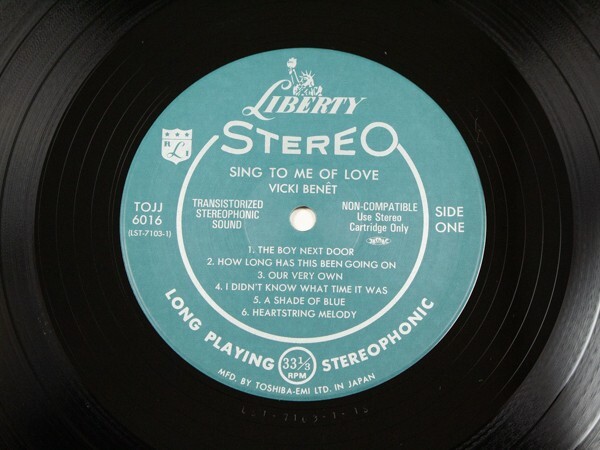 LIBERTY
STEREO
SING TO ME OF LOVE
VICKI BENÊT
TOJJ
6016
(LST-7103-1)
TRANSISTORIZED
STEREOPHONIC
SOUND
NON-COMPATIBLE
Use Stereo
Cartridge Only
SIDE
ONE
1. THE BOY NEXT DOOR
2. HOW LONG HAS THIS BEEN GOING ON
3. OUR VERY OWN
4. I DIDN'T KNOW WHAT TIME IT WAS
5. A SHADE OF BLUE
6. HEARTSTRING MELODY
LONG PLAYING 33 1/3 RPM STEREOPHONIC
MFD. BY TOSHIBA-EMI LTD. IN JAPAN